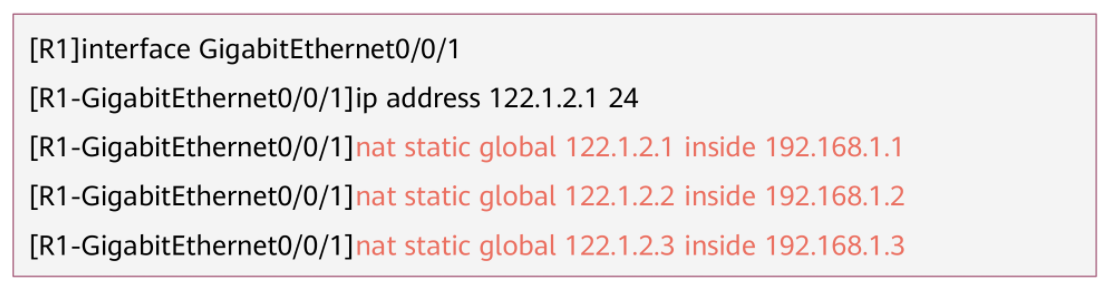 [R1]interface GigabitEthernet0/0/1
[R1-GigabitEthernet0/0/1]ip address 122.1.2.1 24
[R1-GigabitEthernet0/0/1]nat static global 122.1.2.1 inside 192.168.1.1
[R1-GigabitEthernet0/0/1]nat static global 122.1.2.2 inside 192.168.1.2
[R1-GigabitEthernet0/0/1]nat static global 122.1.2.3 inside 192.168.1.3